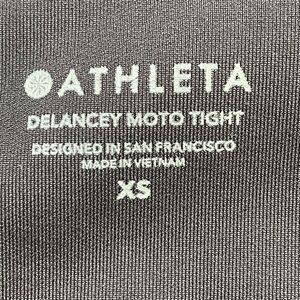 ATHLETA
DELANCEY MOTO TIGHT
DESIGNED IN SAN FRANCISCO
MADE IN VIETNAM
XS